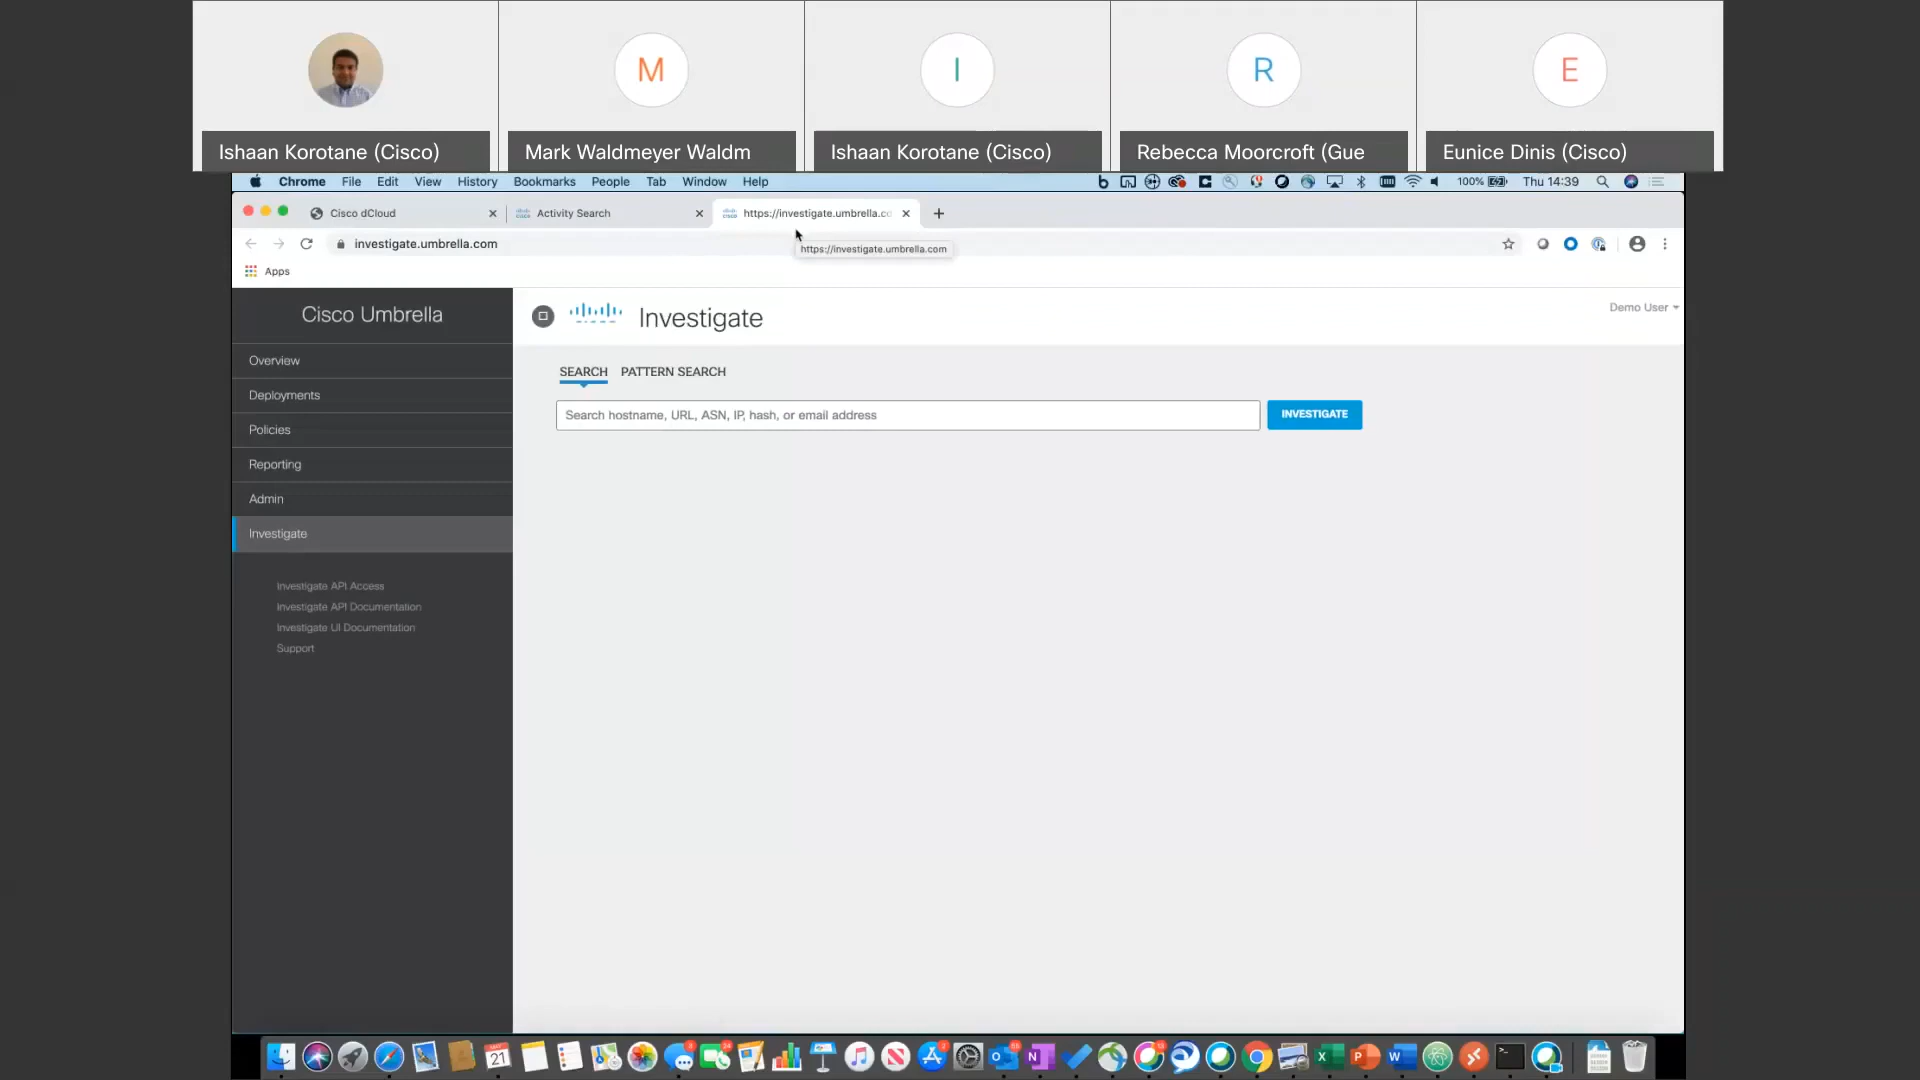 M
I
R
E
Ishaan Korotane (Cisco)
Mark Waldmeyer Waldm
Ishaan Korotane (Cisco)
Rebecca Moorcroft (Gue
Eunice Dinis (Cisco)
Chrome File Edit View History Bookmarks People Tab Window Help
100% Thu 14:39
Cisco dCloud
Activity Search
https://investigate.umbrella.co
investigate.umbrella.com
https://investigate.umbrella.com
Apps
Cisco Umbrella
Overview
Deployments
Policies
Reporting
Admin
Investigate
Investigate API Access
Investigate API Documentation
Investigate UI Documentation
Support
Investigate
Demo User
SEARCH PATTERN SEARCH
Search hostname, URL, ASN, IP, hash, or email address
INVESTIGATE
21